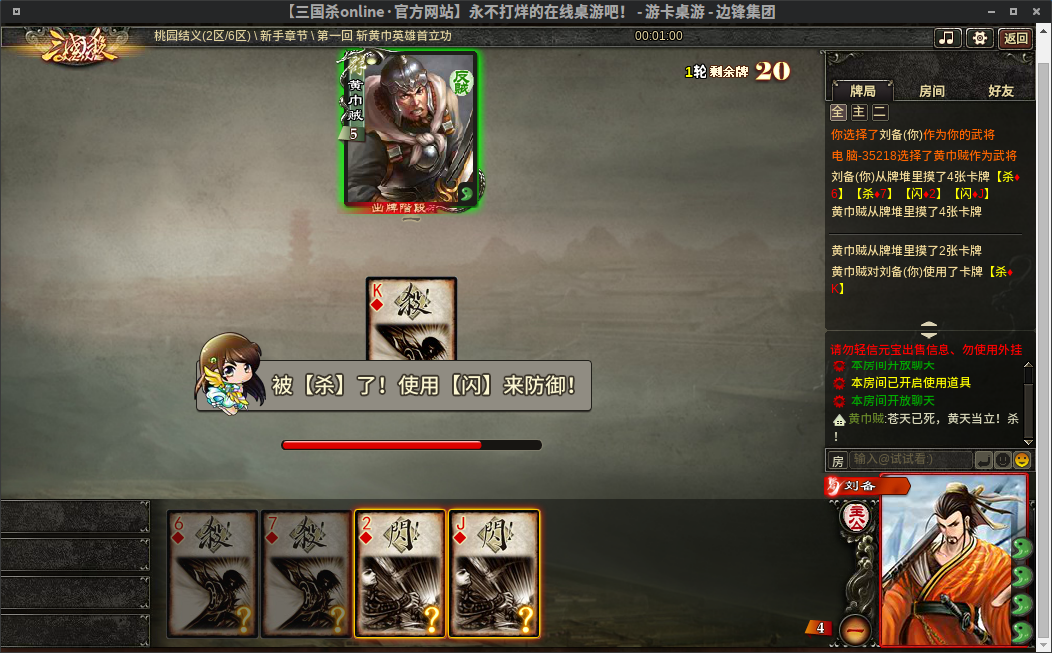 【三国杀online·官方网站】永不打烊的在线桌游吧！ - 游卡桌游 - 边锋集团
三国杀
桃园结义(2区/6区) \ 新手章节 \ 第一回 斩黄巾英雄首立功
00:01:00
返回
黄巾贼
5
反贼
出牌階段
1轮 剩余牌 20
牌局 房间 好友
全 主 二
你选择了刘备(你)作为你的武将
电脑-35218选择了黄巾贼作为武将
刘备(你)从牌堆里摸了4张卡牌【杀♦
6】【杀♦7】【闪♦2】【闪♦J】
黄巾贼从牌堆里摸了4张卡牌
黄巾贼从牌堆里摸了2张卡牌
黄巾贼对刘备(你)使用了卡牌【杀♦
K】
K
殺
被【杀】了！使用【闪】来防御！
请勿轻信元宝出售信息、勿使用外挂
本房间开放聊天
本房间已开启使用道具
本房间开放聊天
黄巾贼:苍天已死，黄天当立！杀
！
房 输入@试试看:)
6 殺 ?
7 殺 ?
2 閃 ?
J 閃 ?
刘备
主公
4
一